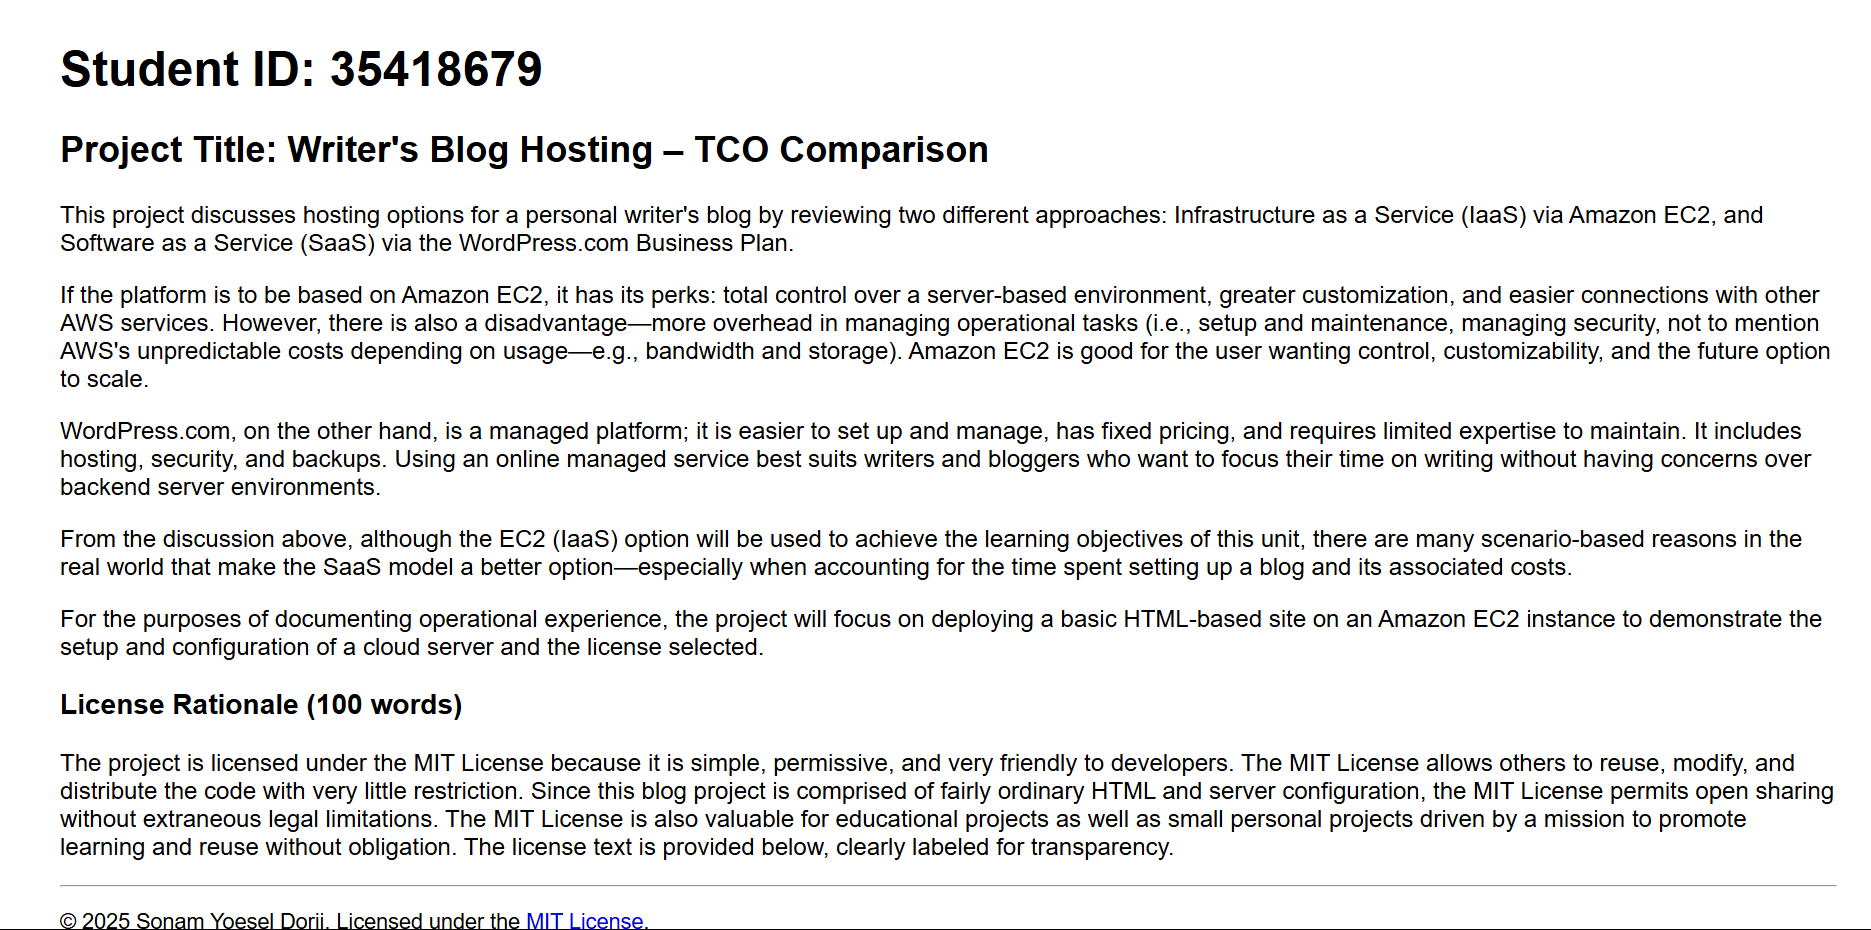 Student ID: 35418679
Project Title: Writer's Blog Hosting – TCO Comparison
This project discusses hosting options for a personal writer's blog by reviewing two different approaches: Infrastructure as a Service (IaaS) via Amazon EC2, and
Software as a Service (SaaS) via the WordPress.com Business Plan.
If the platform is to be based on Amazon EC2, it has its perks: total control over a server-based environment, greater customization, and easier connections with other
AWS services. However, there is also a disadvantage—more overhead in managing operational tasks (i.e., setup and maintenance, managing security, not to mention
AWS's unpredictable costs depending on usage—e.g., bandwidth and storage). Amazon EC2 is good for the user wanting control, customizability, and the future option
to scale.
WordPress.com, on the other hand, is a managed platform; it is easier to set up and manage, has fixed pricing, and requires limited expertise to maintain. It includes
hosting, security, and backups. Using an online managed service best suits writers and bloggers who want to focus their time on writing without having concerns over
backend server environments.
From the discussion above, although the EC2 (IaaS) option will be used to achieve the learning objectives of this unit, there are many scenario-based reasons in the
real world that make the SaaS model a better option—especially when accounting for the time spent setting up a blog and its associated costs.
For the purposes of documenting operational experience, the project will focus on deploying a basic HTML-based site on an Amazon EC2 instance to demonstrate the
setup and configuration of a cloud server and the license selected.
License Rationale (100 words)
The project is licensed under the MIT License because it is simple, permissive, and very friendly to developers. The MIT License allows others to reuse, modify, and
distribute the code with very little restriction. Since this blog project is comprised of fairly ordinary HTML and server configuration, the MIT License permits open sharing
without extraneous legal limitations. The MIT License is also valuable for educational projects as well as small personal projects driven by a mission to promote
learning and reuse without obligation. The license text is provided below, clearly labeled for transparency.
© 2025 Sonam Yoesel Dorji. Licensed under the MIT License.